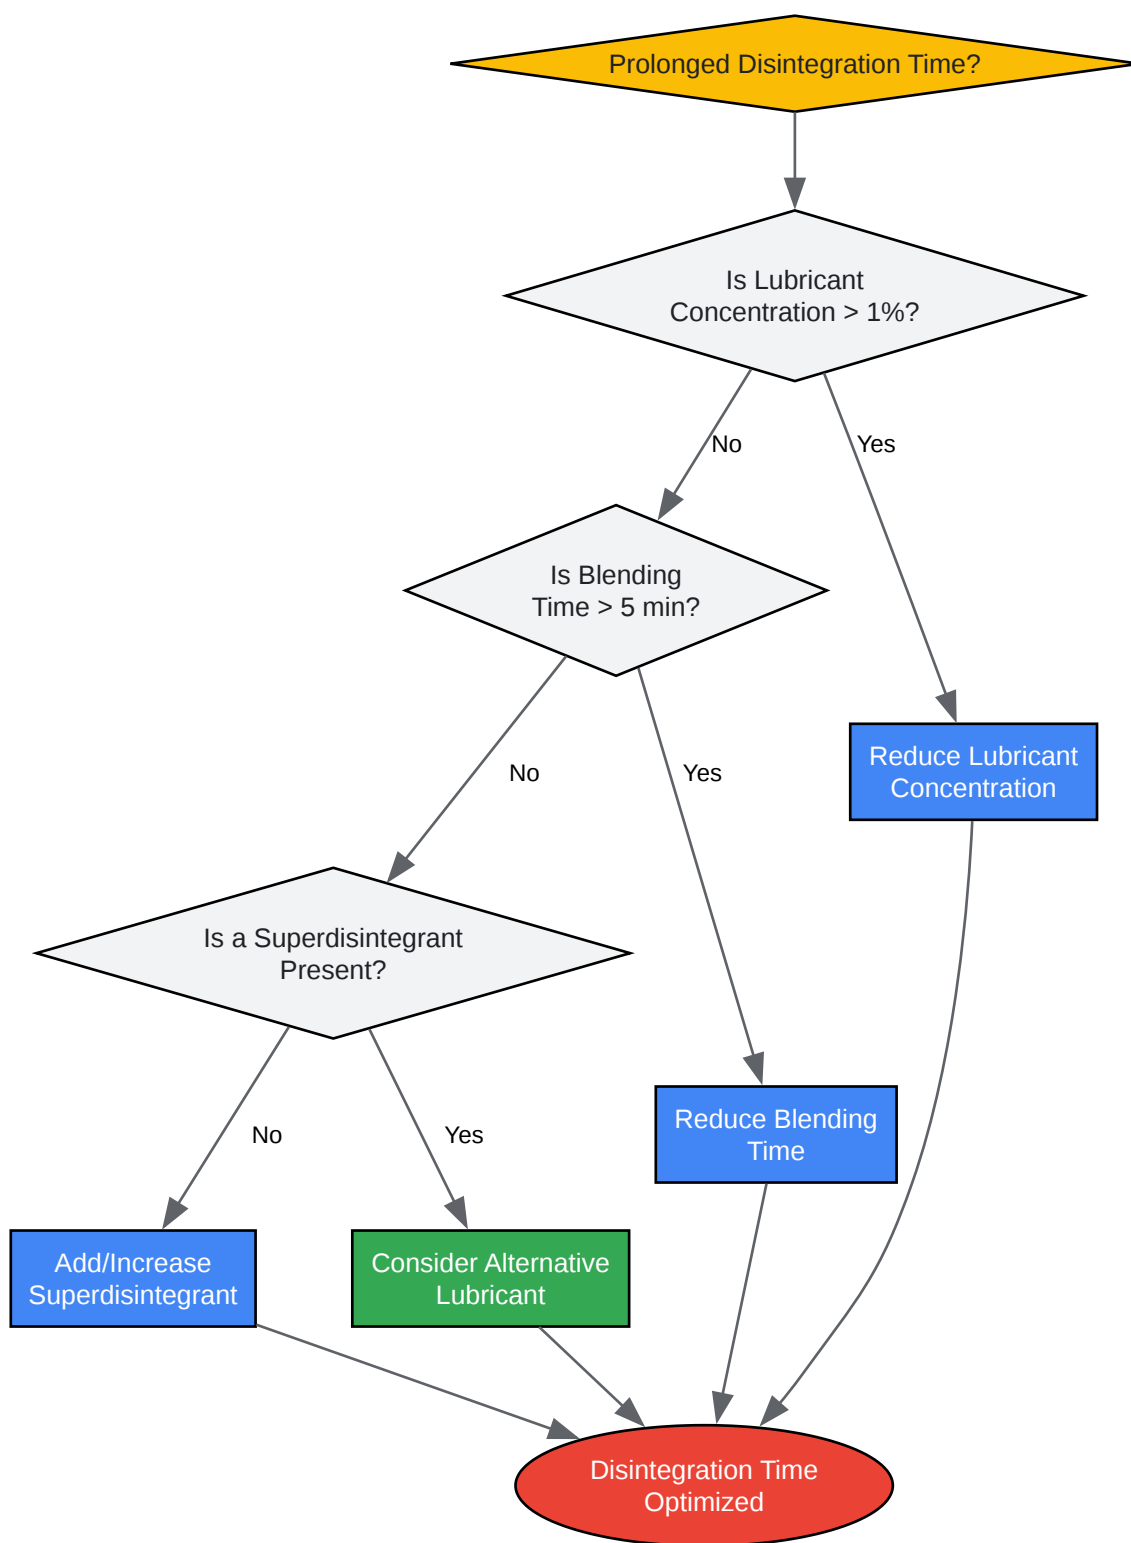 Prolonged Disintegration Time?
Is Lubricant
Concentration > 1%?
No
Yes
Is Blending
Time > 5 min?
No
Yes
Reduce Lubricant
Concentration
Is a Superdisintegrant
Present?
No
Yes
Reduce Blending
Time
Add/Increase
Superdisintegrant
Consider Alternative
Lubricant
Disintegration Time
Optimized